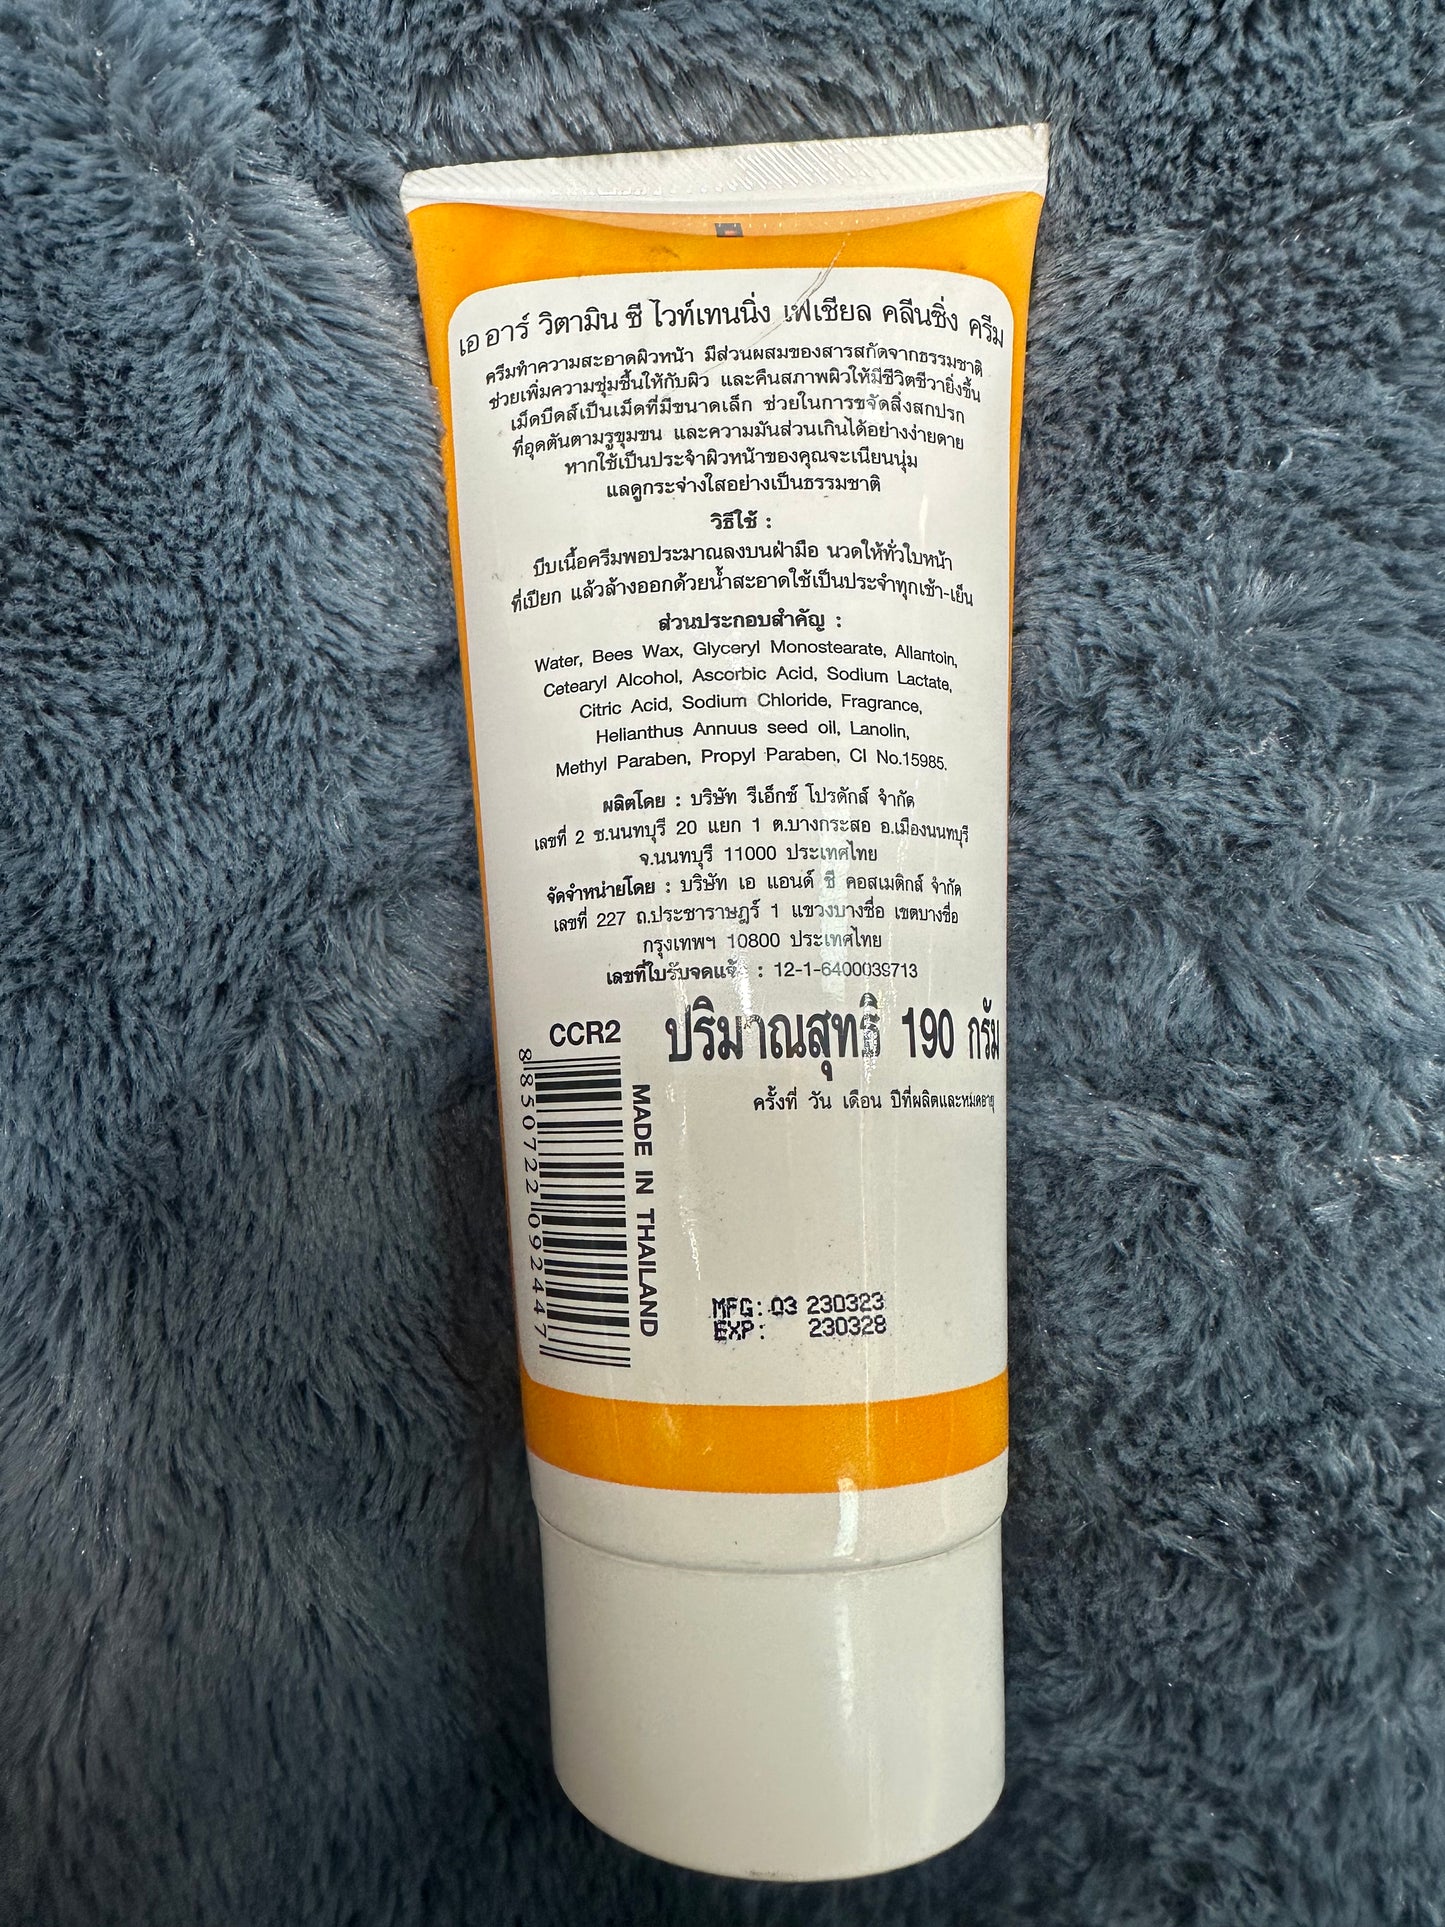 เอ อาร์ วิตามิน ซี ไวท์เทนนิ่ง เฟเชียล คลีนซิ่ง ครีม
ครีมทำความสะอาดผิวหน้า มีส่วนผสมของสารสกัดจากธรรมชาติ
ช่วยเพิ่มความชุ่มชื้นให้กับผิว และคืนสภาพผิวให้มีชีวิตชีวายิ่งขึ้น
เม็ดบีดส์เป็นเม็ดที่มีขนาดเล็ก ช่วยในการขจัดสิ่งสกปรก
ที่อุดตันตามรูขุมขน และความมันส่วนเกินได้อย่างง่ายดาย
หากใช้เป็นประจำผิวหน้าของคุณจะเนียนนุ่ม
แลดูกระจ่างใสอย่างเป็นธรรมชาติ
วิธีใช้ :
บีบเนื้อครีมพอประมาณลงบนฝ่ามือ นวดให้ทั่วใบหน้า
ที่เปียก แล้วล้างออกด้วยน้ำสะอาดใช้เป็นประจำทุกเช้า-เย็น
ส่วนประกอบสำคัญ :
Water, Bees Wax, Glyceryl Monostearate, Allantoin,
Cetearyl Alcohol, Ascorbic Acid, Sodium Lactate,
Citric Acid, Sodium Chloride, Fragrance,
Helianthus Annuus seed oil, Lanolin,
Methyl Paraben, Propyl Paraben, CI No.15985.
ผลิตโดย : บริษัท รีเอ็กซ์ โปรดักส์ จำกัด
เลขที่ 2 ซ.นนทบุรี 20 แยก 1 ต.บางกระสอ อ.เมืองนนทบุรี
จ.นนทบุรี 11000 ประเทศไทย
จัดจำหน่ายโดย : บริษัท เอ แอนด์ ซี คอสเมติกส์ จำกัด
เลขที่ 227 ถ.ประชาราษฎร์ 1 แขวงบางซื่อ เขตบางซื่อ
กรุงเทพฯ 10800 ประเทศไทย
เลขที่ใบรับจดแจ้ง : 12-1-6400039713
CCR2
ปริมาณสุทธิ 190 กรัม
ครั้งที่ วัน เดือน ปีที่ผลิตและหมดอายุ
8 850722 092447
MADE IN THAILAND
MFG: 03 230323
EXP: 230328